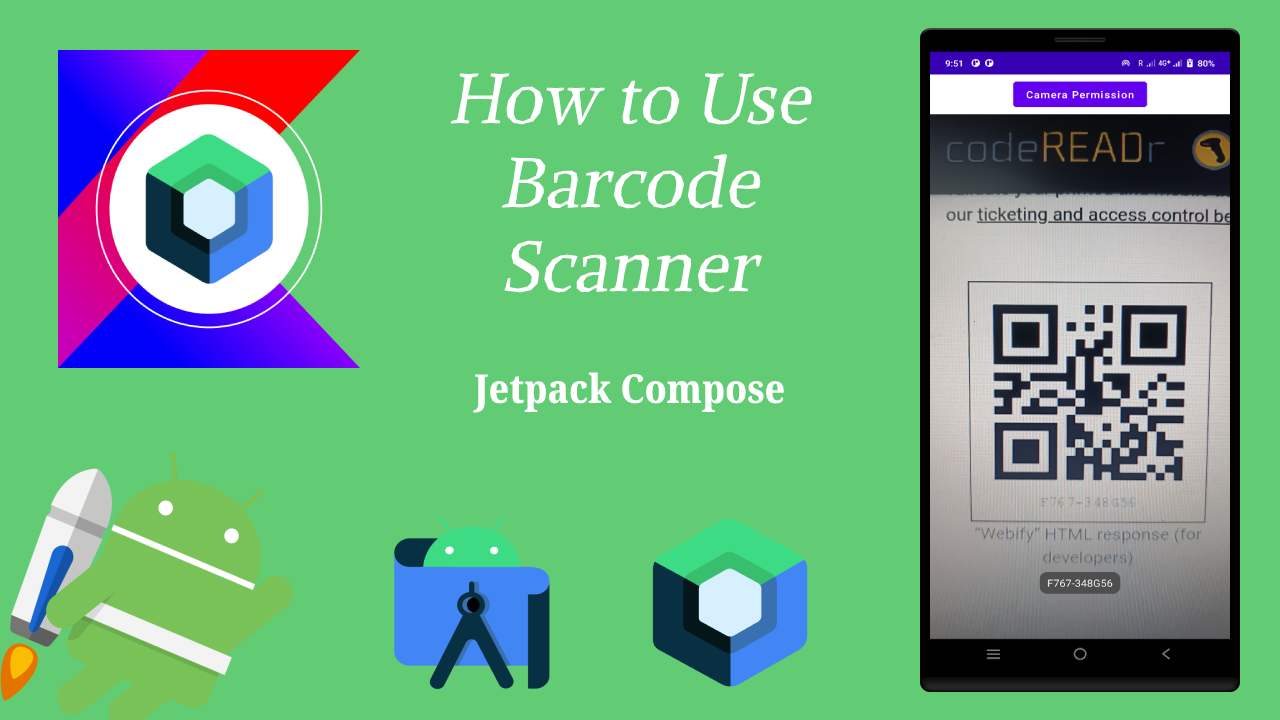 How to Use
Barcode
Scanner
Jetpack Compose
9:51
R
4G+
80%
Camera Permission
codeREADr
our ticketing and access control be
F767-348G56
"Webify" HTML response (for
developers)
F767-348G56